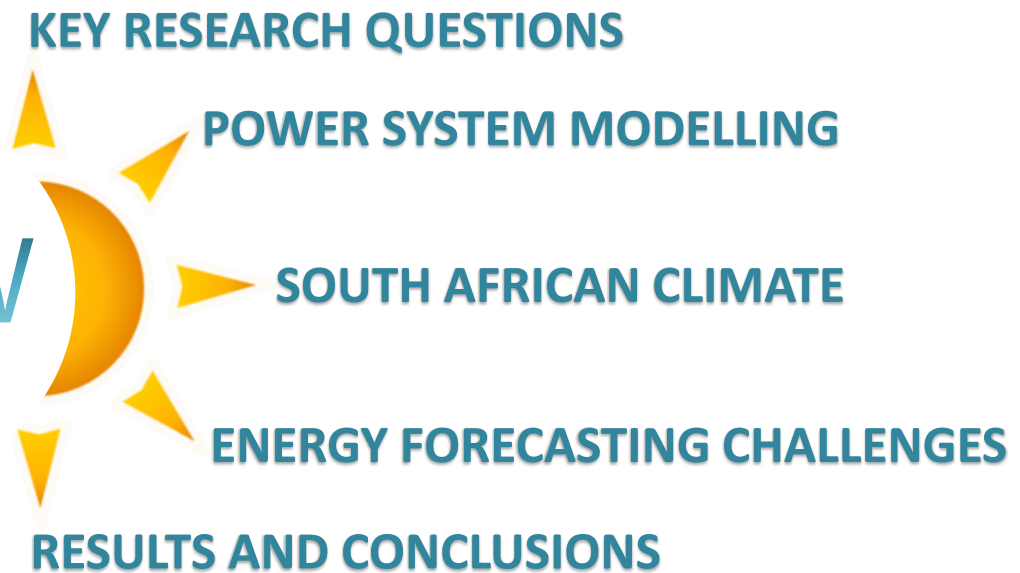 KEY RESEARCH QUESTIONS
POWER SYSTEM MODELLING
SOUTH AFRICAN CLIMATE
ENERGY FORECASTING CHALLENGES
RESULTS AND CONCLUSIONS